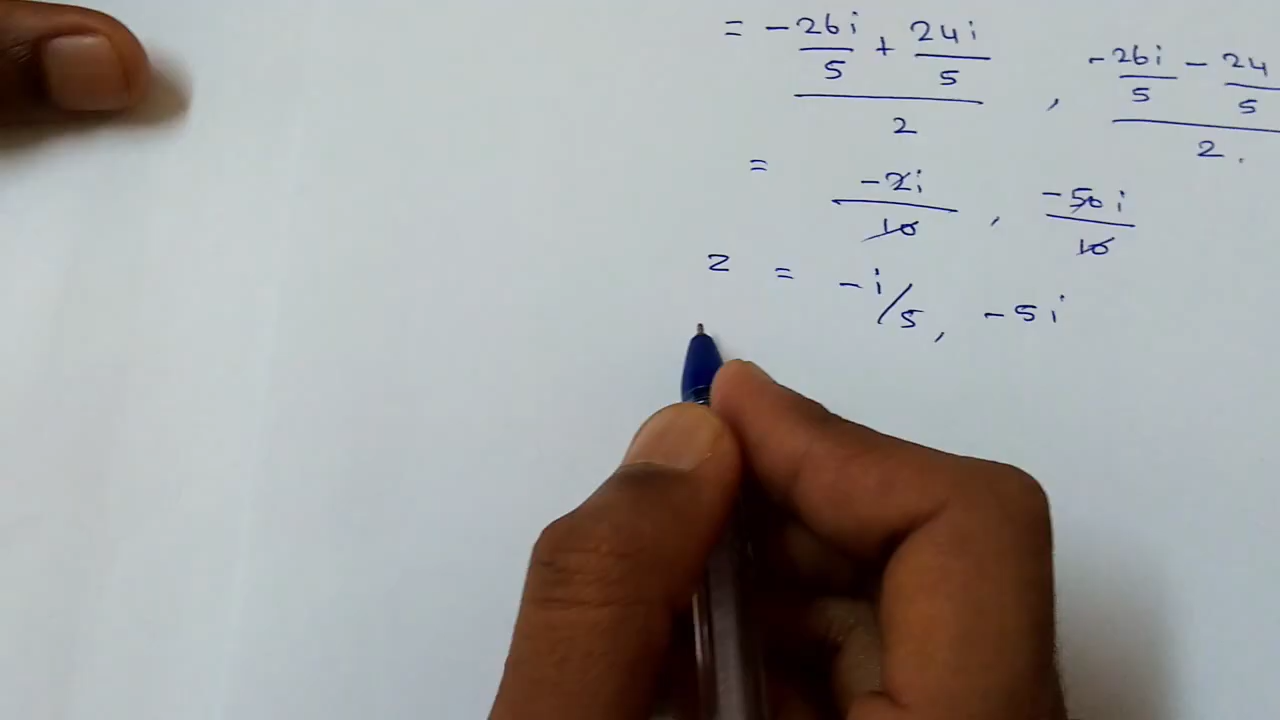 = (-26i/5 + 24i/5)/2 , (-26i/5 - 24/5)/2.
= -2i/10 , -50i/10
z = -i/5, -5i